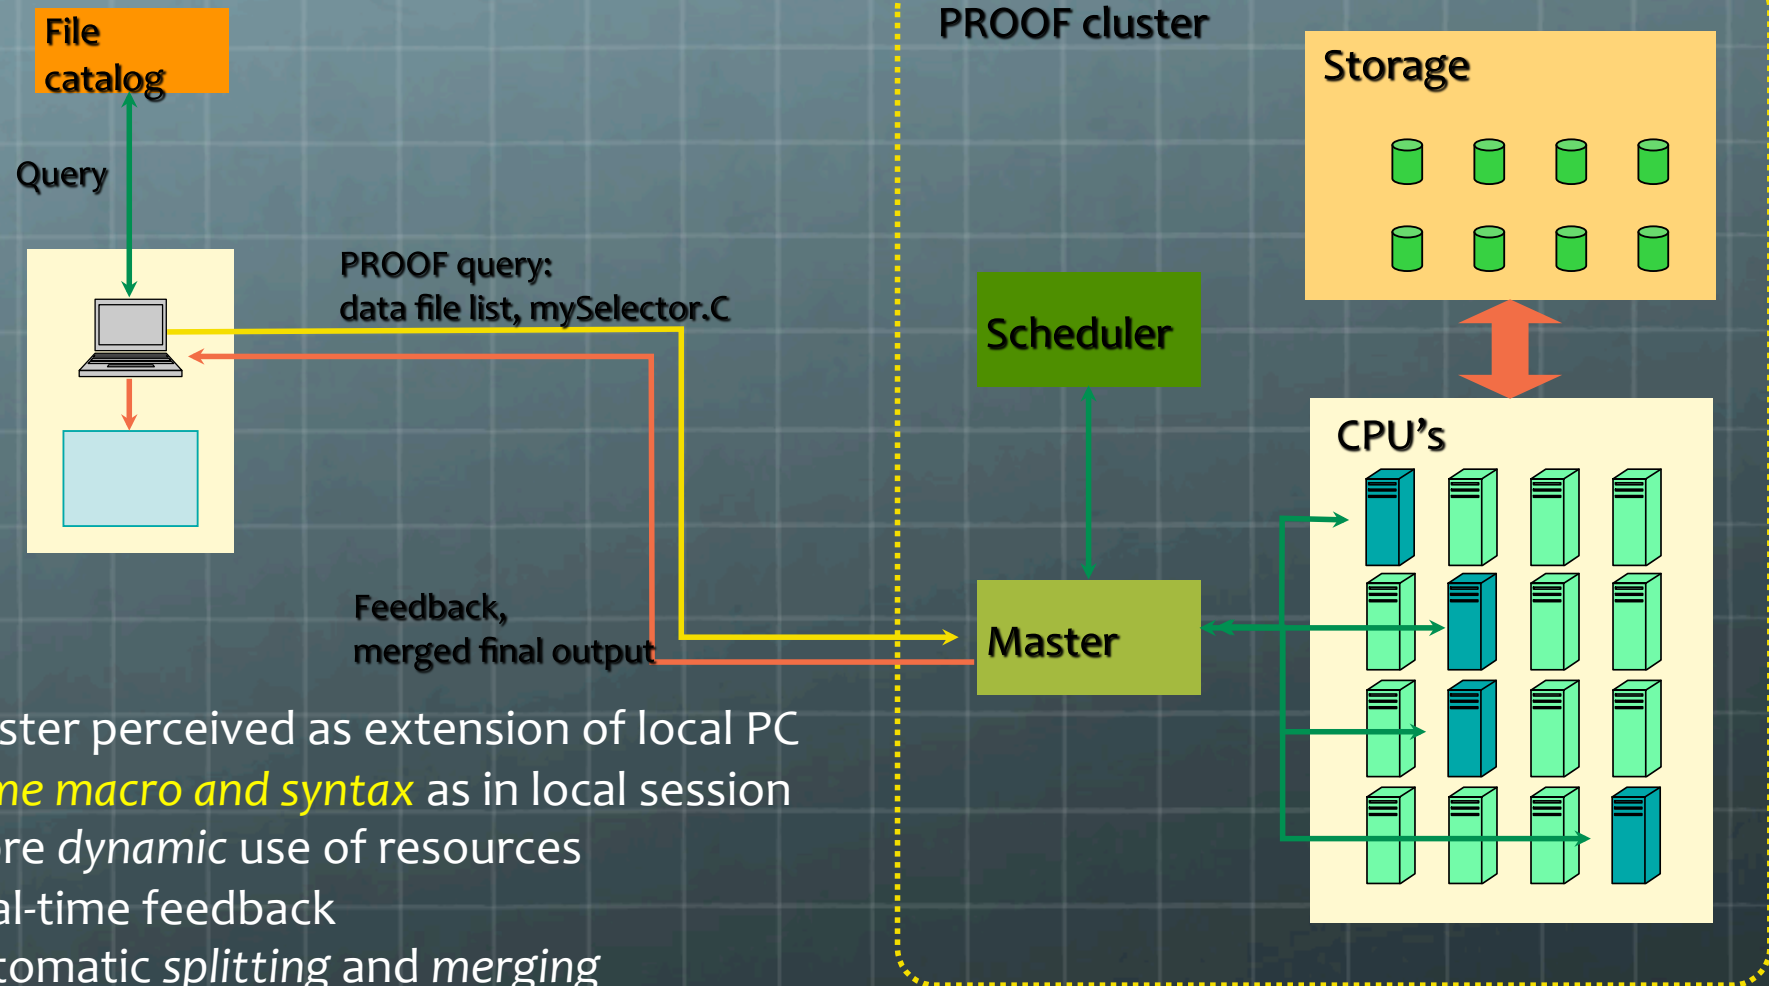 File
catalog
Query
PROOF query:
data file list, mySelector.C
Feedback,
merged final output
PROOF cluster
Storage
Scheduler
CPU's
Master
ster perceived as extension of local PC
me macro and syntax as in local session
re dynamic use of resources
al-time feedback
tomatic splitting and merging